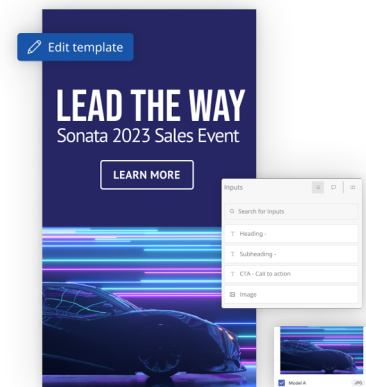 Edit template
LEAD THE WAY
Sonata 2023 Sales Event
LEARN MORE
Inputs
Search for inputs
T Heading -
T Subheading -
T CTA - Call to action
Image
Model A
JPG